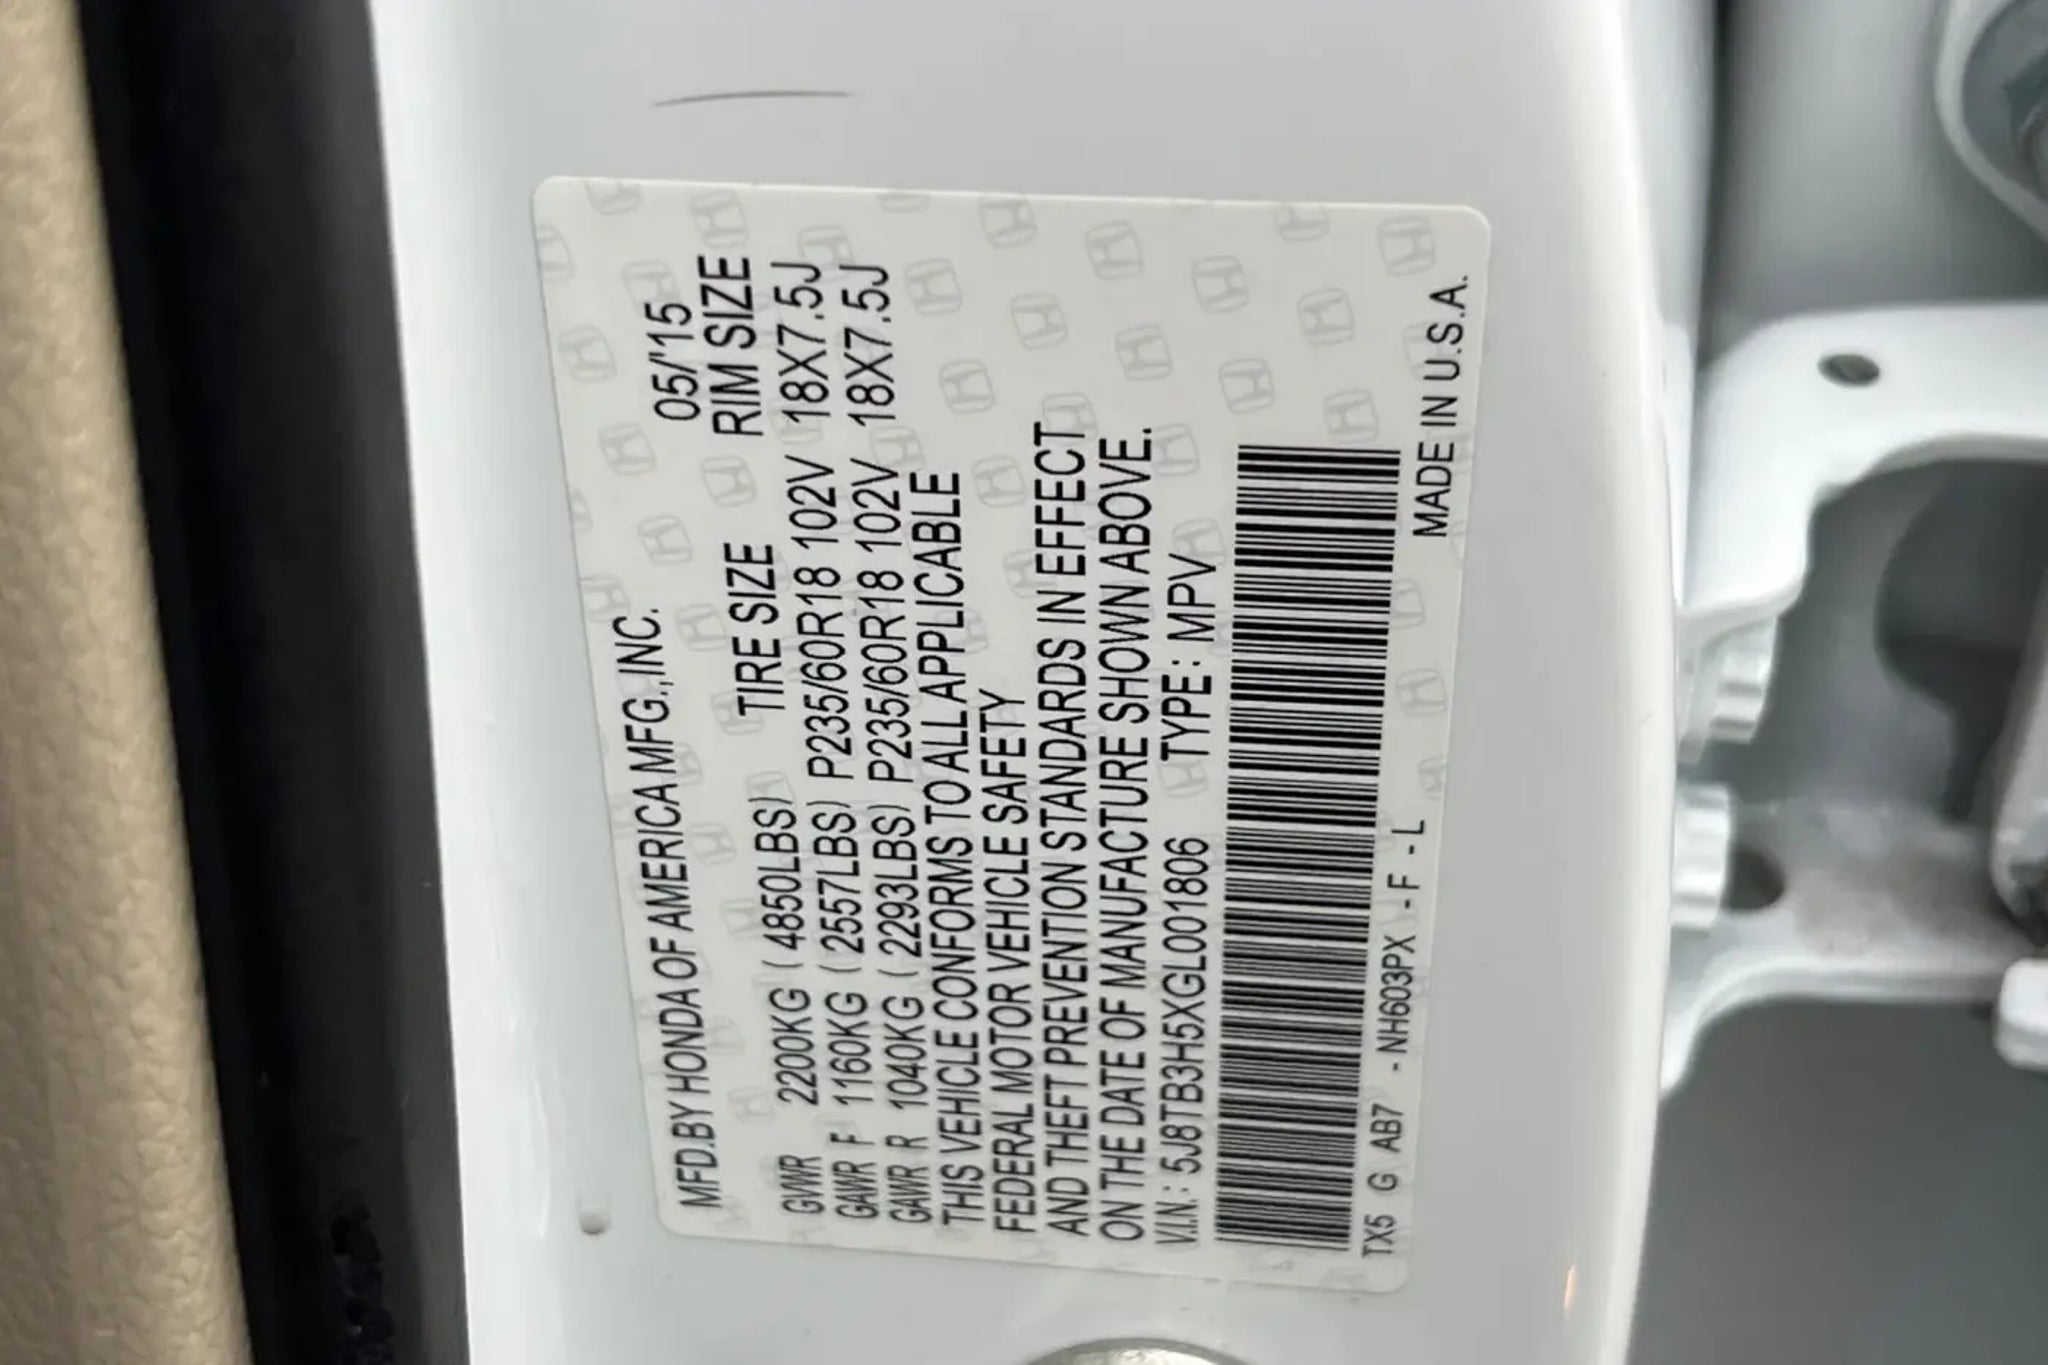 MFD.BY HONDA OF AMERICA MFG.,INC. 05/'15
TIRE SIZE RIM SIZE
GVWR 2200KG ( 4850LBS)
GAWR F 1160KG ( 2557LBS) P235/60R18 102V 18X7.5J
GAWR R 1040KG ( 2293LBS) P235/60R18 102V 18X7.5J
THIS VEHICLE CONFORMS TO ALL APPLICABLE
FEDERAL MOTOR VEHICLE SAFETY
AND THEFT PREVENTION STANDARDS IN EFFECT
ON THE DATE OF MANUFACTURE SHOWN ABOVE.
V.I.N.: 5J8TB3H5XGL001806 TYPE: MPV
TX5 G AB7 - NH603PX - F - L
MADE IN U.S.A.